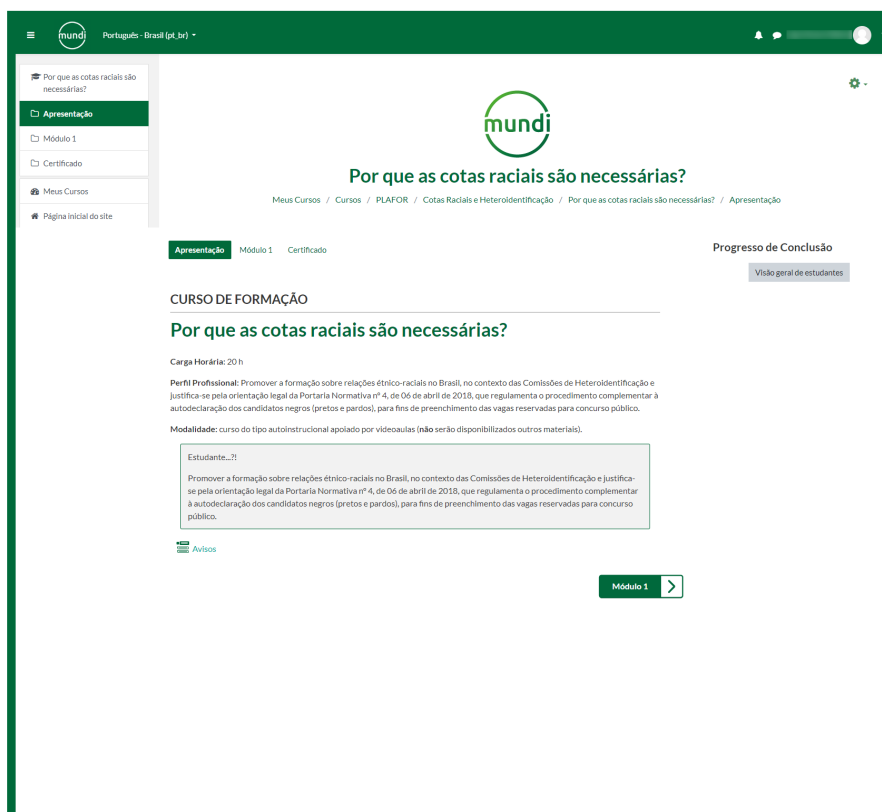 mundi
Português - Brasil (pt_br)
Por que as cotas raciais são
necessárias?
Apresentação
Módulo 1
Certificado
Meus Cursos
Página inicial do site
mundi
Por que as cotas raciais são necessárias?
Meus Cursos / Cursos / PLAFOR / Cotas Raciais e Heteroidentificação / Por que as cotas raciais são necessárias? / Apresentação
Apresentação Módulo 1 Certificado
Progresso de Conclusão
Visão geral de estudantes
CURSO DE FORMAÇÃO
Por que as cotas raciais são necessárias?
Carga Horária: 20 h
Perfil Profissional: Promover a formação sobre relações étnico-raciais no Brasil, no contexto das Comissões de Heteroidentificação e
justifica-se pela orientação legal da Portaria Normativa nº 4, de 06 de abril de 2018, que regulamenta o procedimento complementar à
autodeclaração dos candidatos negros (pretos e pardos), para fins de preenchimento das vagas reservadas para concurso público.
Modalidade: curso do tipo autoinstrucional apoiado por videoaulas (não serão disponibilizados outros materiais).
Estudante...?!
Promover a formação sobre relações étnico-raciais no Brasil, no contexto das Comissões de Heteroidentificação e justifica-
se pela orientação legal da Portaria Normativa nº 4, de 06 de abril de 2018, que regulamenta o procedimento complementar
à autodeclaração dos candidatos negros (pretos e pardos), para fins de preenchimento das vagas reservadas para concurso
público.
Avisos
Módulo 1